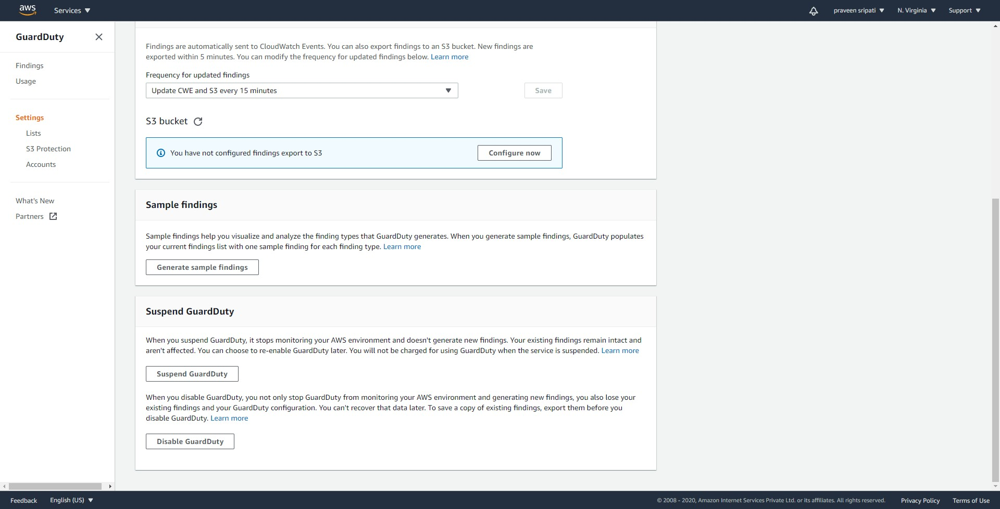 aws
Services
praveen sripati
N. Virginia
Support
GuardDuty
Findings
Usage
Settings
Lists
S3 Protection
Accounts
What's New
Partners
Findings are automatically sent to CloudWatch Events. You can also export findings to an S3 bucket. New findings are
exported within 5 minutes. You can modify the frequency for updated findings below. Learn more
Frequency for updated findings
Update CWE and S3 every 15 minutes
Save
S3 bucket
You have not configured findings export to S3
Configure now
Sample findings
Sample findings help you visualize and analyze the finding types that GuardDuty generates. When you generate sample findings, GuardDuty populates
your current findings list with one sample finding for each finding type. Learn more
Generate sample findings
Suspend GuardDuty
When you suspend GuardDuty, it stops monitoring your AWS environment and doesn't generate new findings. Your existing findings remain intact and
aren't affected. You can choose to re-enable GuardDuty later. You will not be charged for using GuardDuty when the service is suspended. Learn more
Suspend GuardDuty
When you disable GuardDuty, you not only stop GuardDuty from monitoring your AWS environment and generating new findings, you also lose your
existing findings and your GuardDuty configuration. You can't recover that data later. To save a copy of existing findings, export them before you
disable GuardDuty. Learn more
Disable GuardDuty
Feedback
English (US)
© 2008 - 2020, Amazon Internet Services Private Ltd. or its affiliates. All rights reserved.
Privacy Policy
Terms of Use